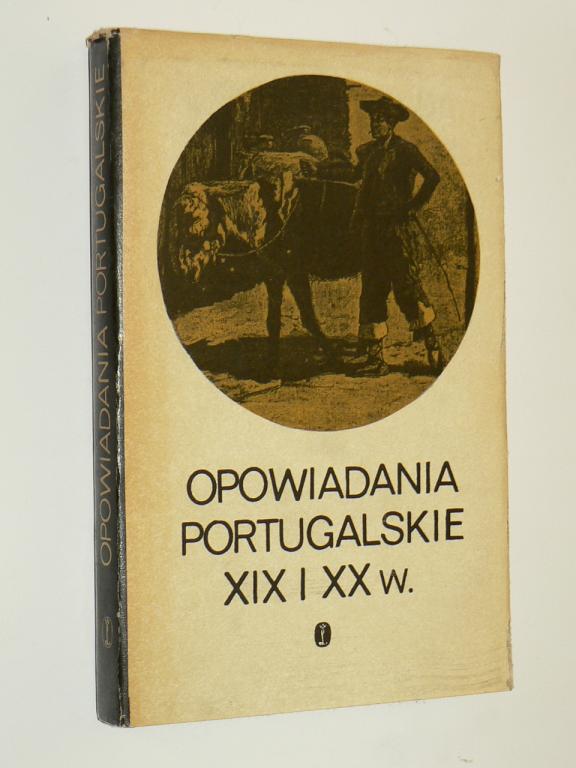 OPOWIADANIA PORTUGALSKIE
OPOWIADANIA
PORTUGALSKIE
XIX I XX w.